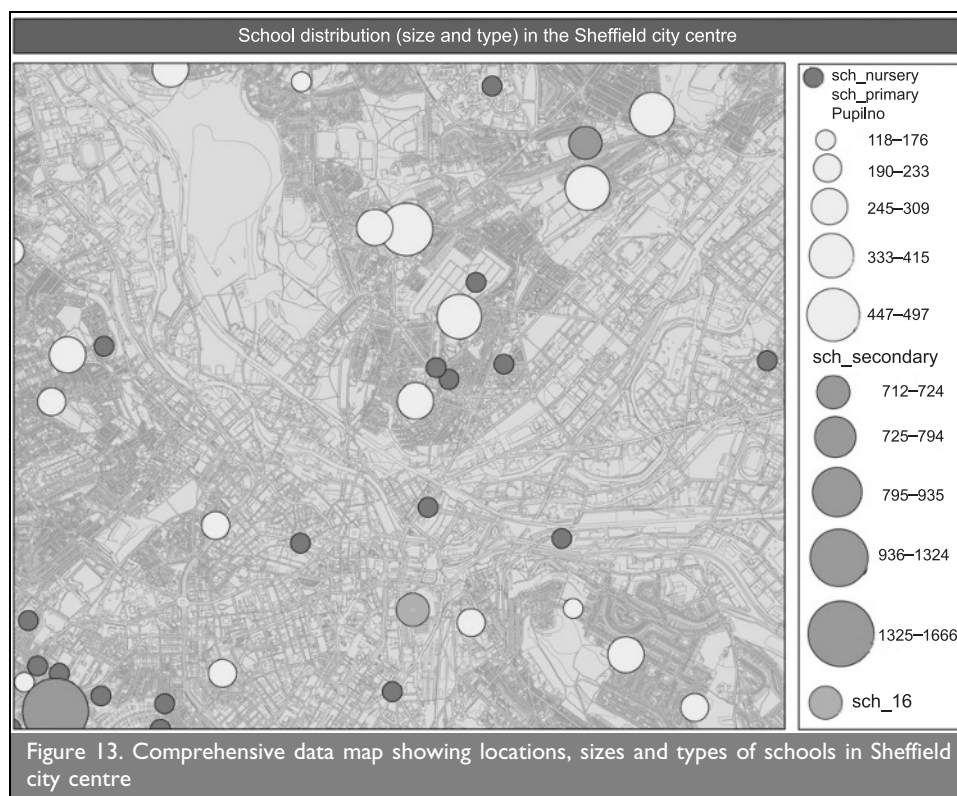 School distribution (size and type) in the Sheffield city centre
sch_nursery
sch_primary
Pupilno
118–176
190–233
245–309
333–415
447–497
sch_secondary
712–724
725–794
795–935
936–1324
1325–1666
sch_16
Figure 13. Comprehensive data map showing locations, sizes and types of schools in Sheffield
city centre